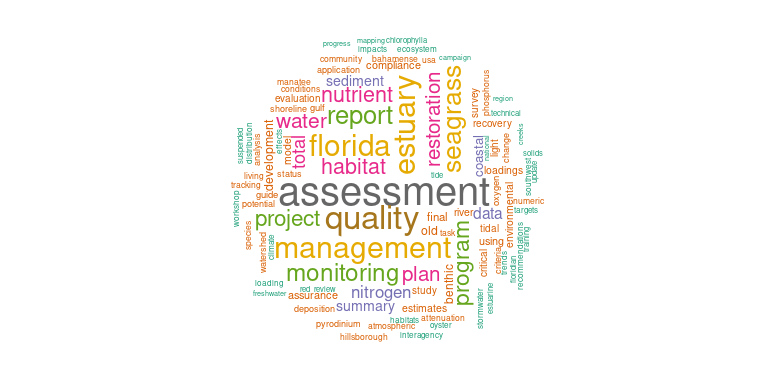 progress
mapping
chlorophylla
impacts
ecosystem
community
bahamense
usa
campaign
application
compliance
manatee
sediment
conditions
nutrient
evaluation
shoreline
gulf
report
water
florida
estuary
restoration
seagrass
survey
phosphorus
region
technical
recovery
suspended
distribution
analysis
development
effects
model
total
habitat
tide
coastal
national
light
change
creeks
solids
living
status
loadings
southwest
update
tracking
guide
potential
assessment
oxygen
environmental
numeric
targets
workshop
project
quality
final
river
data
old
task
tidal
species
watershed
climate
management
program
using
critical
criteria
trends
floridian
recommendations
training
monitoring
plan
benthic
loading
red
review
freshwater
assurance
nitrogen
study
deposition
summary
estimates
stormwater
estuarine
pyrodinium
atmospheric
habitats
attenuation
oyster
hillsborough
interagency